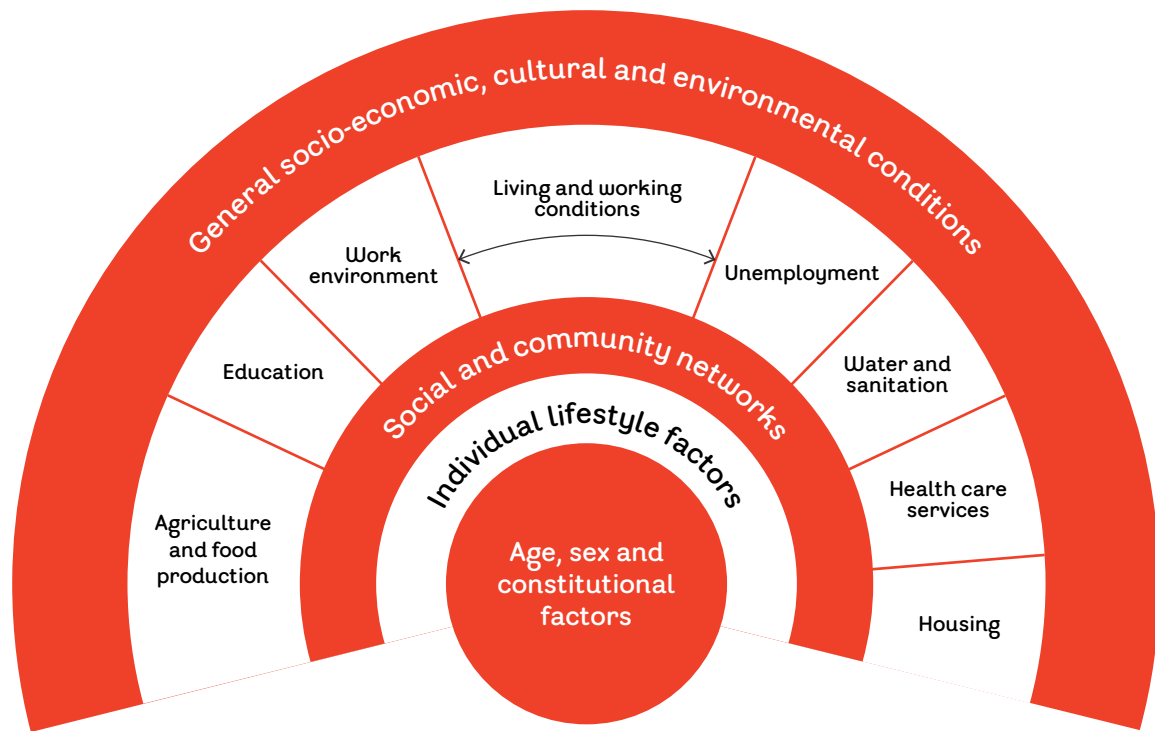 General socio-economic, cultural and environmental conditions
Living and working
conditions
Work
environment
Unemployment
Education
Water and
sanitation
Agriculture
and food
production
Health care
services
Housing
Social and community networks
Individual lifestyle factors
Age, sex and
constitutional
factors